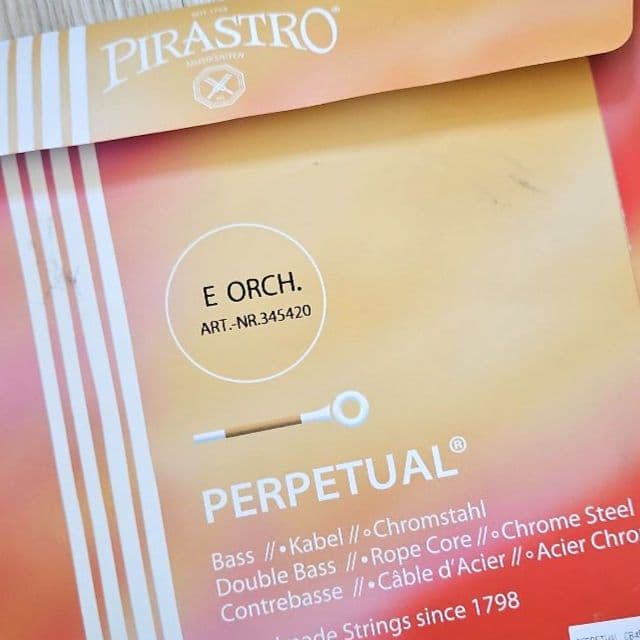 PIRASTRO®
E ORCH.
ART.-NR.345420
PERPETUAL®
Bass //•Kabel//∘Chromstahl
Double Bass //•Rope Core//∘Chrome Steel
Contrebasse //•Câble d’Acier//∘Acier Chro
made Strings since 1798